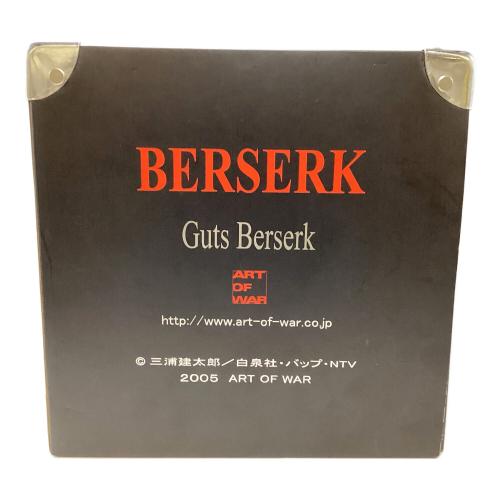 BERSERK
Guts Berserk
ART
OF
WAR
http://www.art-of-war.co.jp
© 三浦建太郎／白泉社・バップ・NTV
2005 ART OF WAR